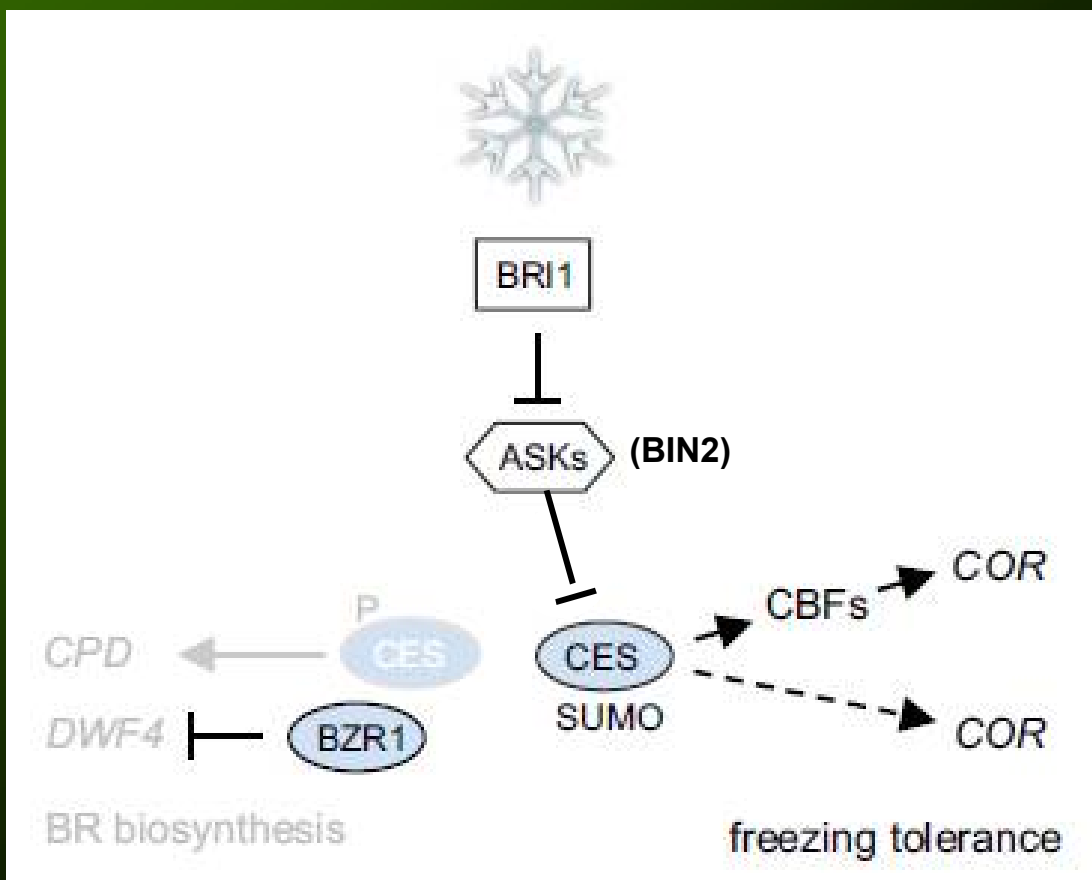 BRI1
ASKs (BIN2)
COR
CBFs
P
CPD
CES
CES
SUMO
DWF4
BZR1
COR
BR biosynthesis
freezing tolerance